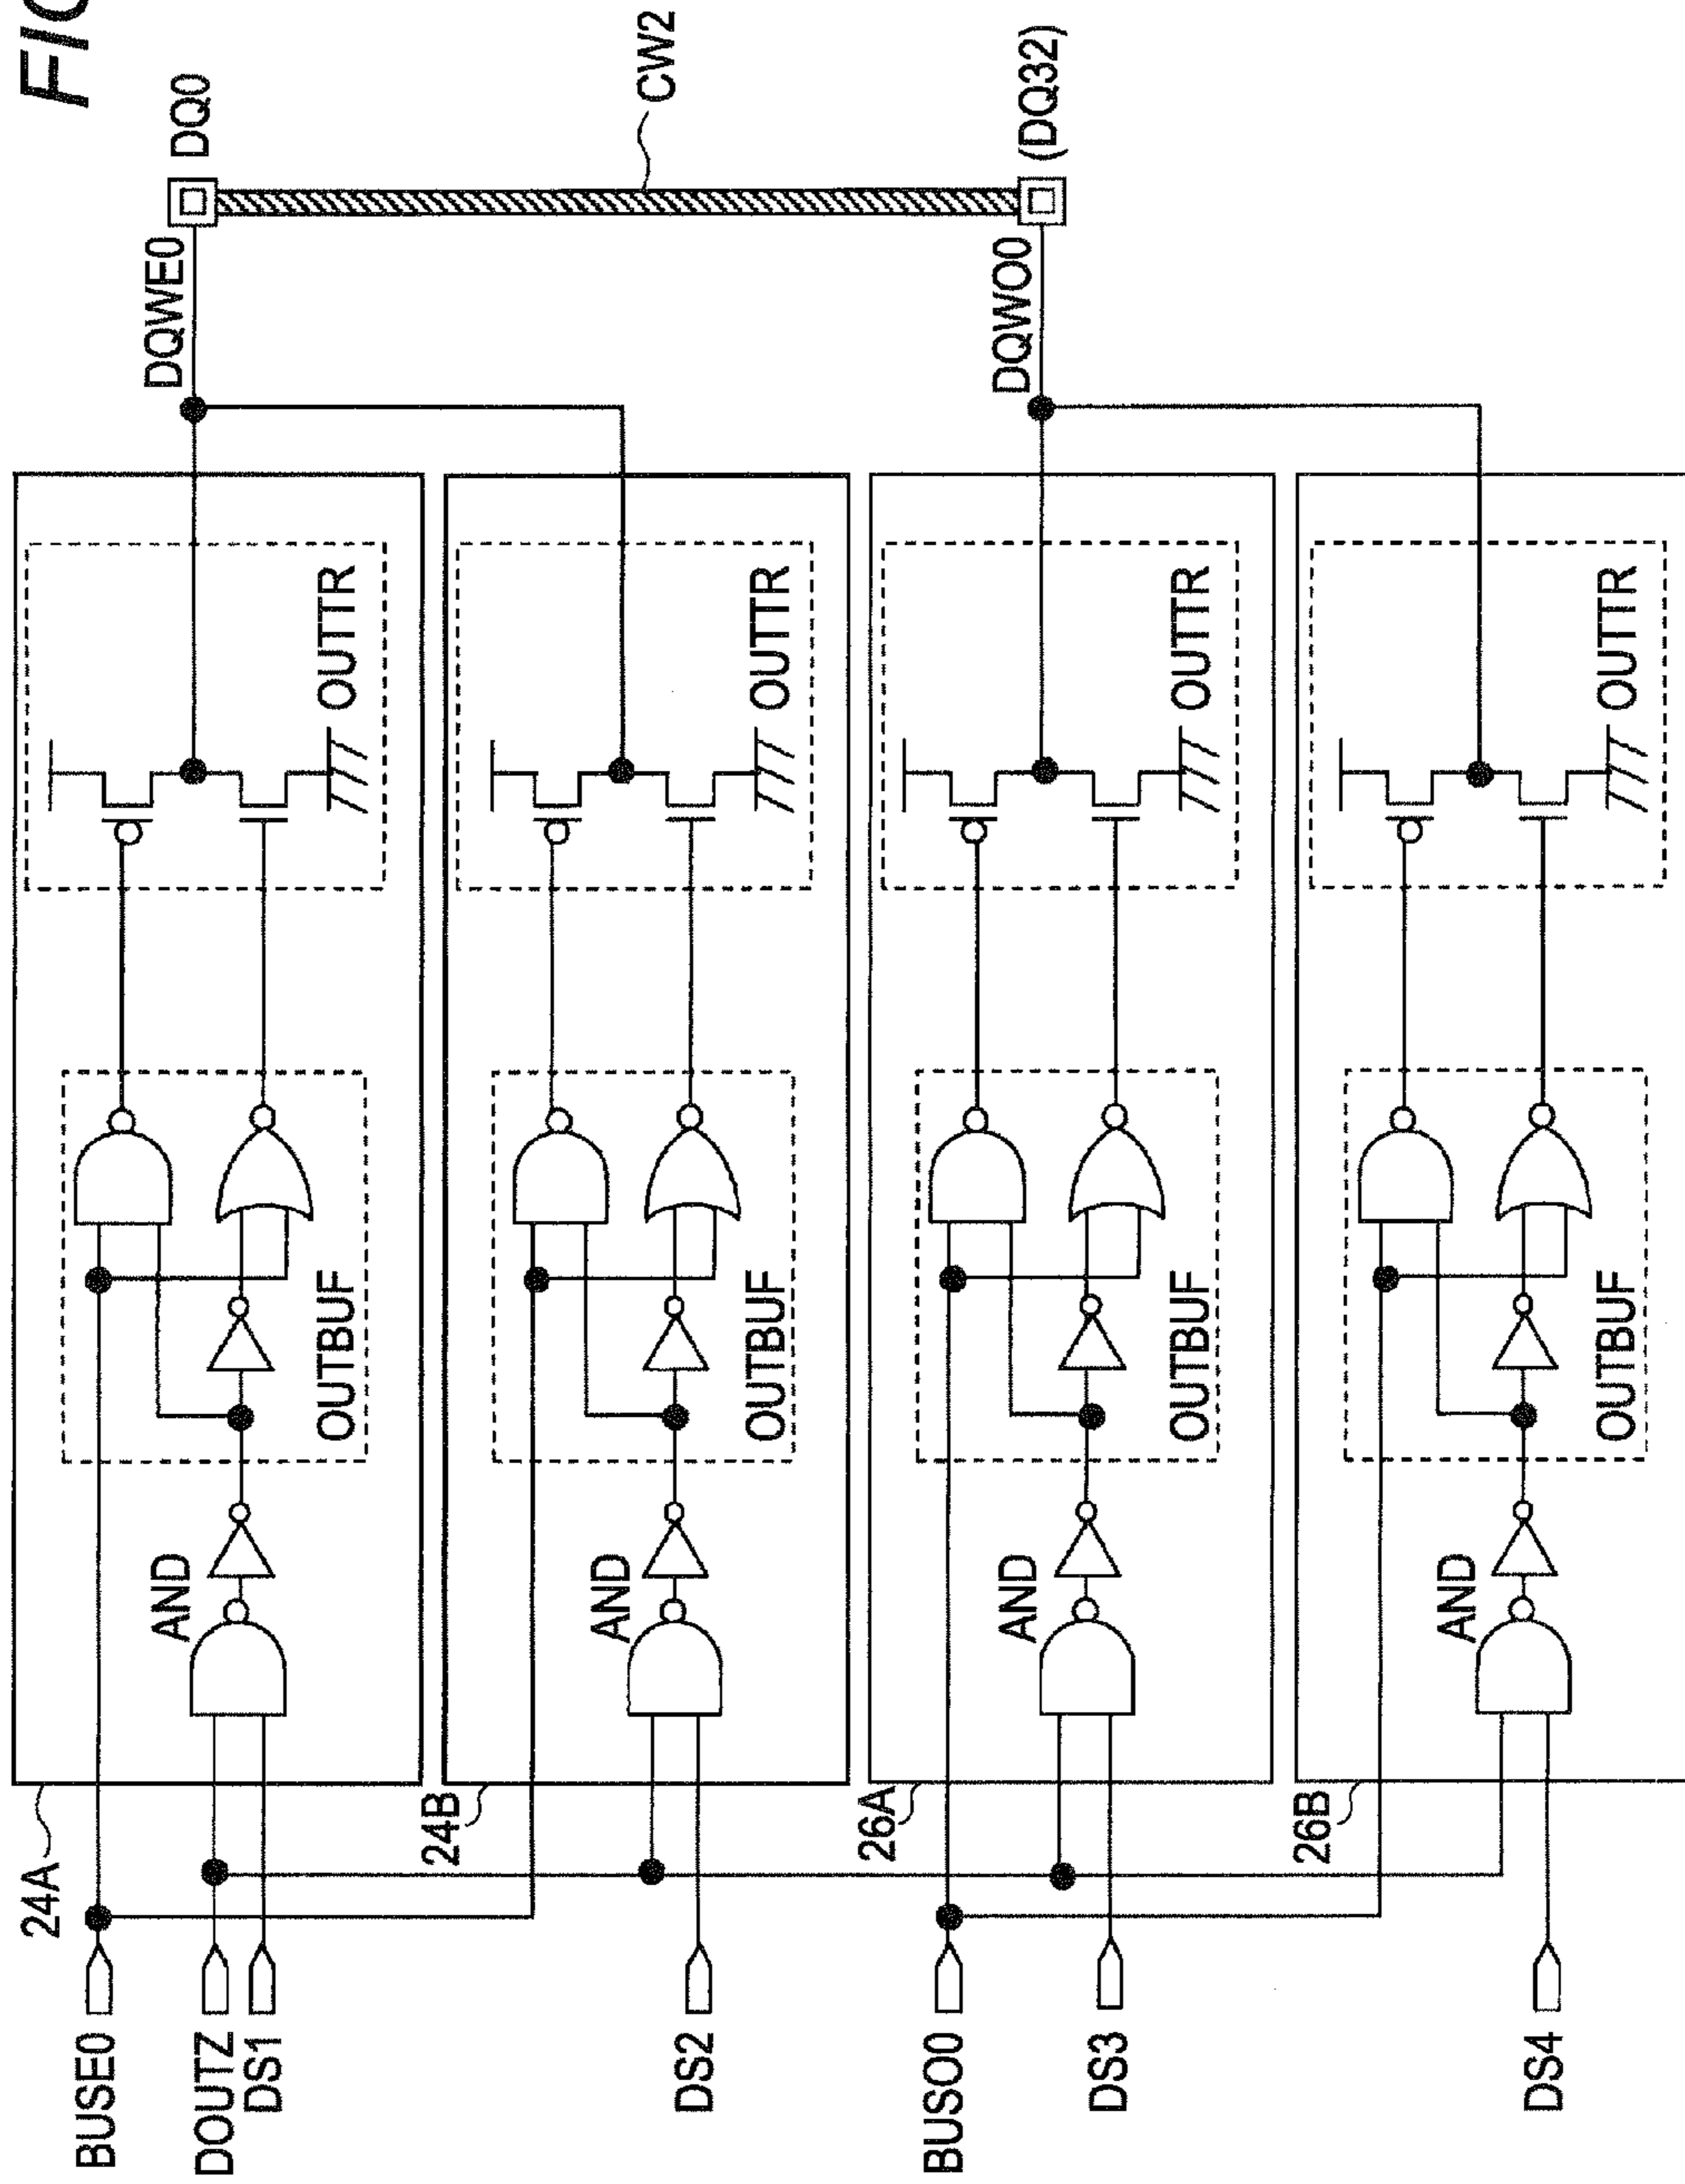 FIG
DQ0
CW2
(DQ32)
DQWE0
DQWO0
OUTTR
OUTTR
OUTTR
OUTTR
OUTBUF
OUTBUF
OUTBUF
OUTBUF
AND
AND
AND
AND
24A
24B
26A
26B
BUSE0
DOUTZ
DS1
DS2
BUSO0
DS3
DS4